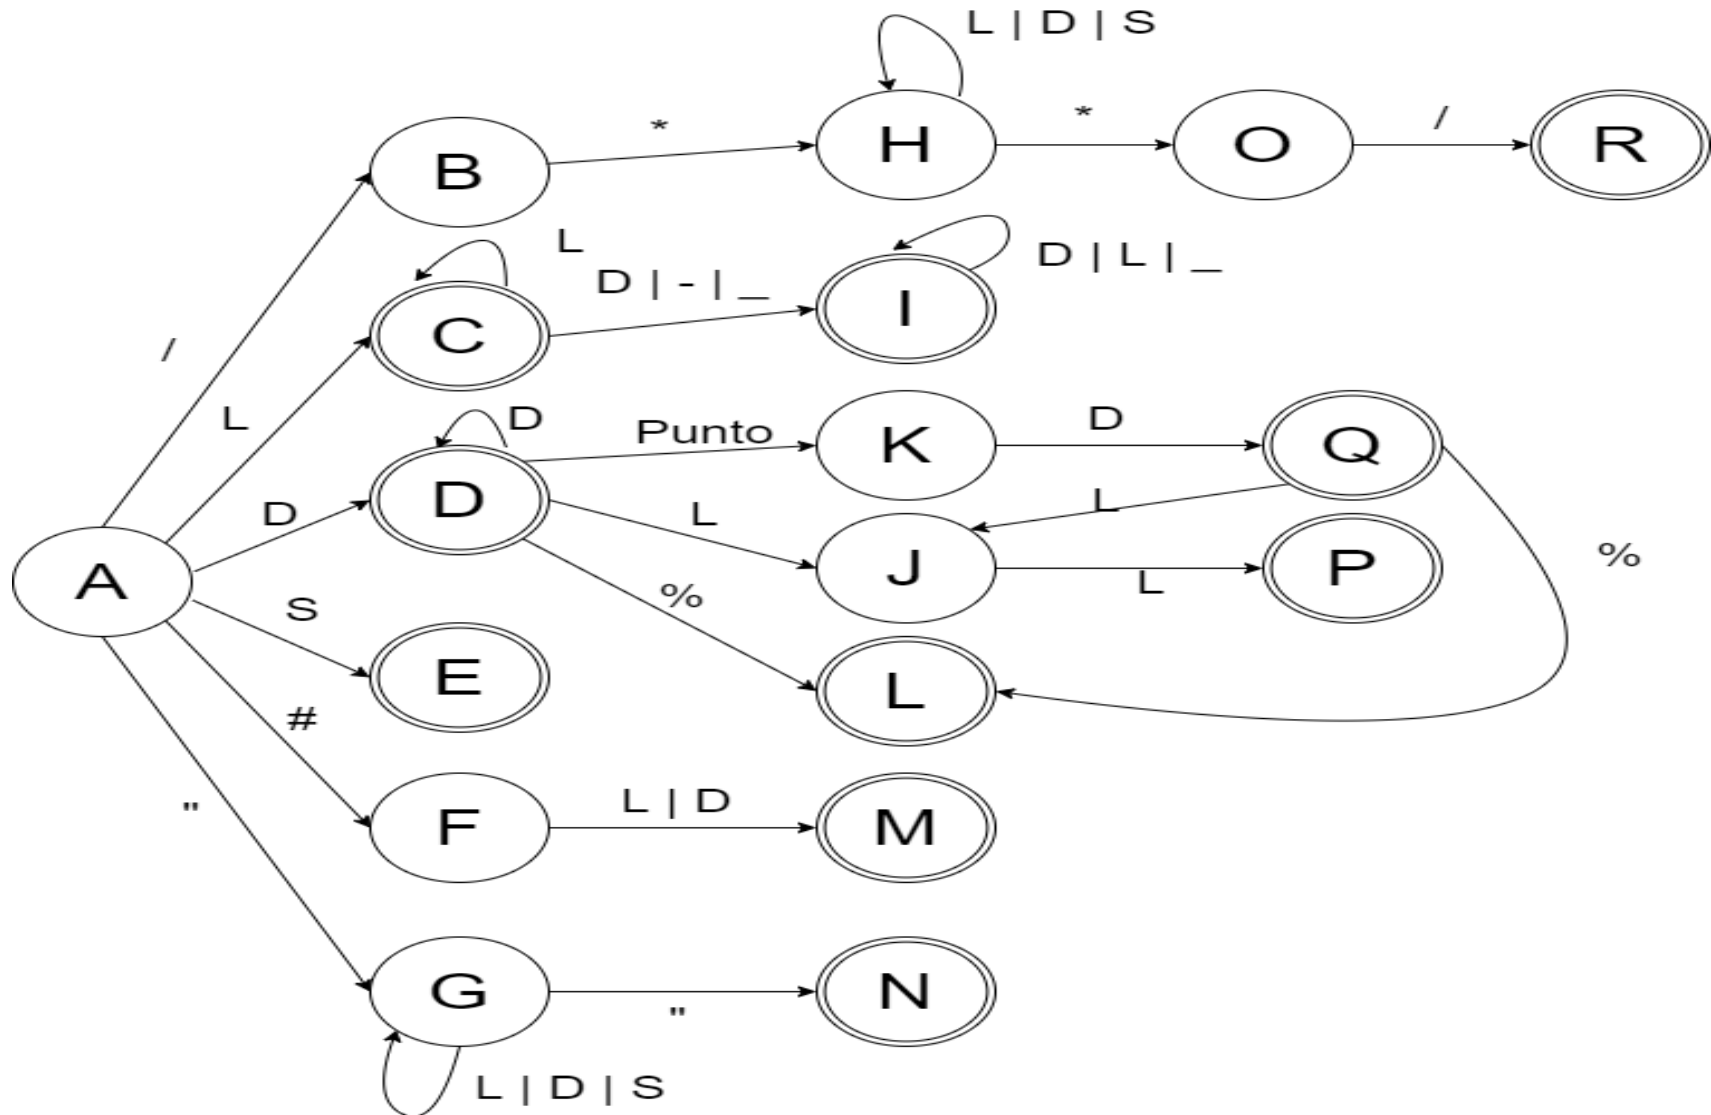 L | D | S
B
*
H
*
O
/
R
L
D | - | _
C
I
D | L | _
/
L
D
Punto
K
D
Q
D
D
L
J
L
L
P
%
A
S
%
E
L
#
F
L | D
M
"
G
"
N
L | D | S